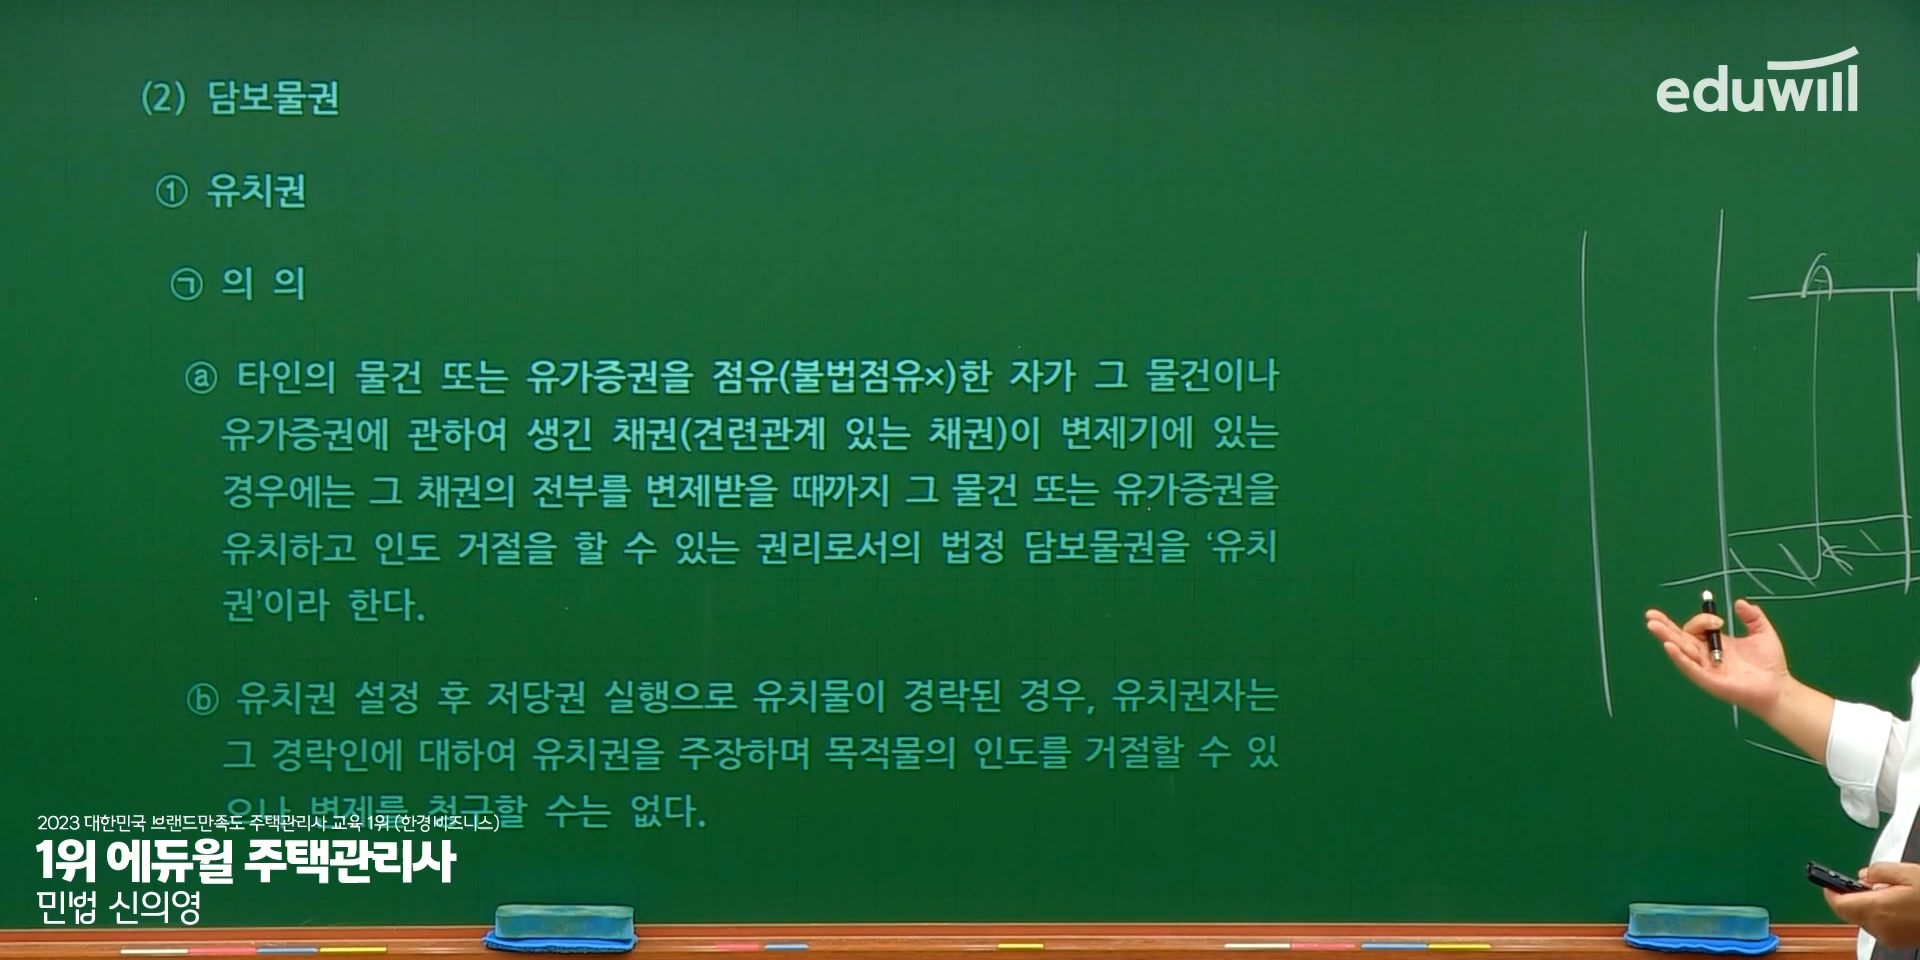 eduwill
(2) 담보물권
① 유치권
㉠ 의 의
ⓐ 타인의 물건 또는 유가증권을 점유(불법점유×)한 자가 그 물건이나
유가증권에 관하여 생긴 채권(견련관계 있는 채권)이 변제기에 있는
경우에는 그 채권의 전부를 변제받을 때까지 그 물건 또는 유가증권을
유치하고 인도 거절을 할 수 있는 권리로서의 법정 담보물권을 ‘유치
권’이라 한다.
ⓑ 유치권 설정 후 저당권 실행으로 유치물이 경락된 경우, 유치권자는
그 경락인에 대하여 유치권을 주장하며 목적물의 인도를 거절할 수 있
으나 변제를 청구할 수는 없다.
A
2023 대한민국 브랜드만족도 주택관리사 교육 1위 (한경비즈니스)
1위 에듀윌 주택관리사
민법 신의영